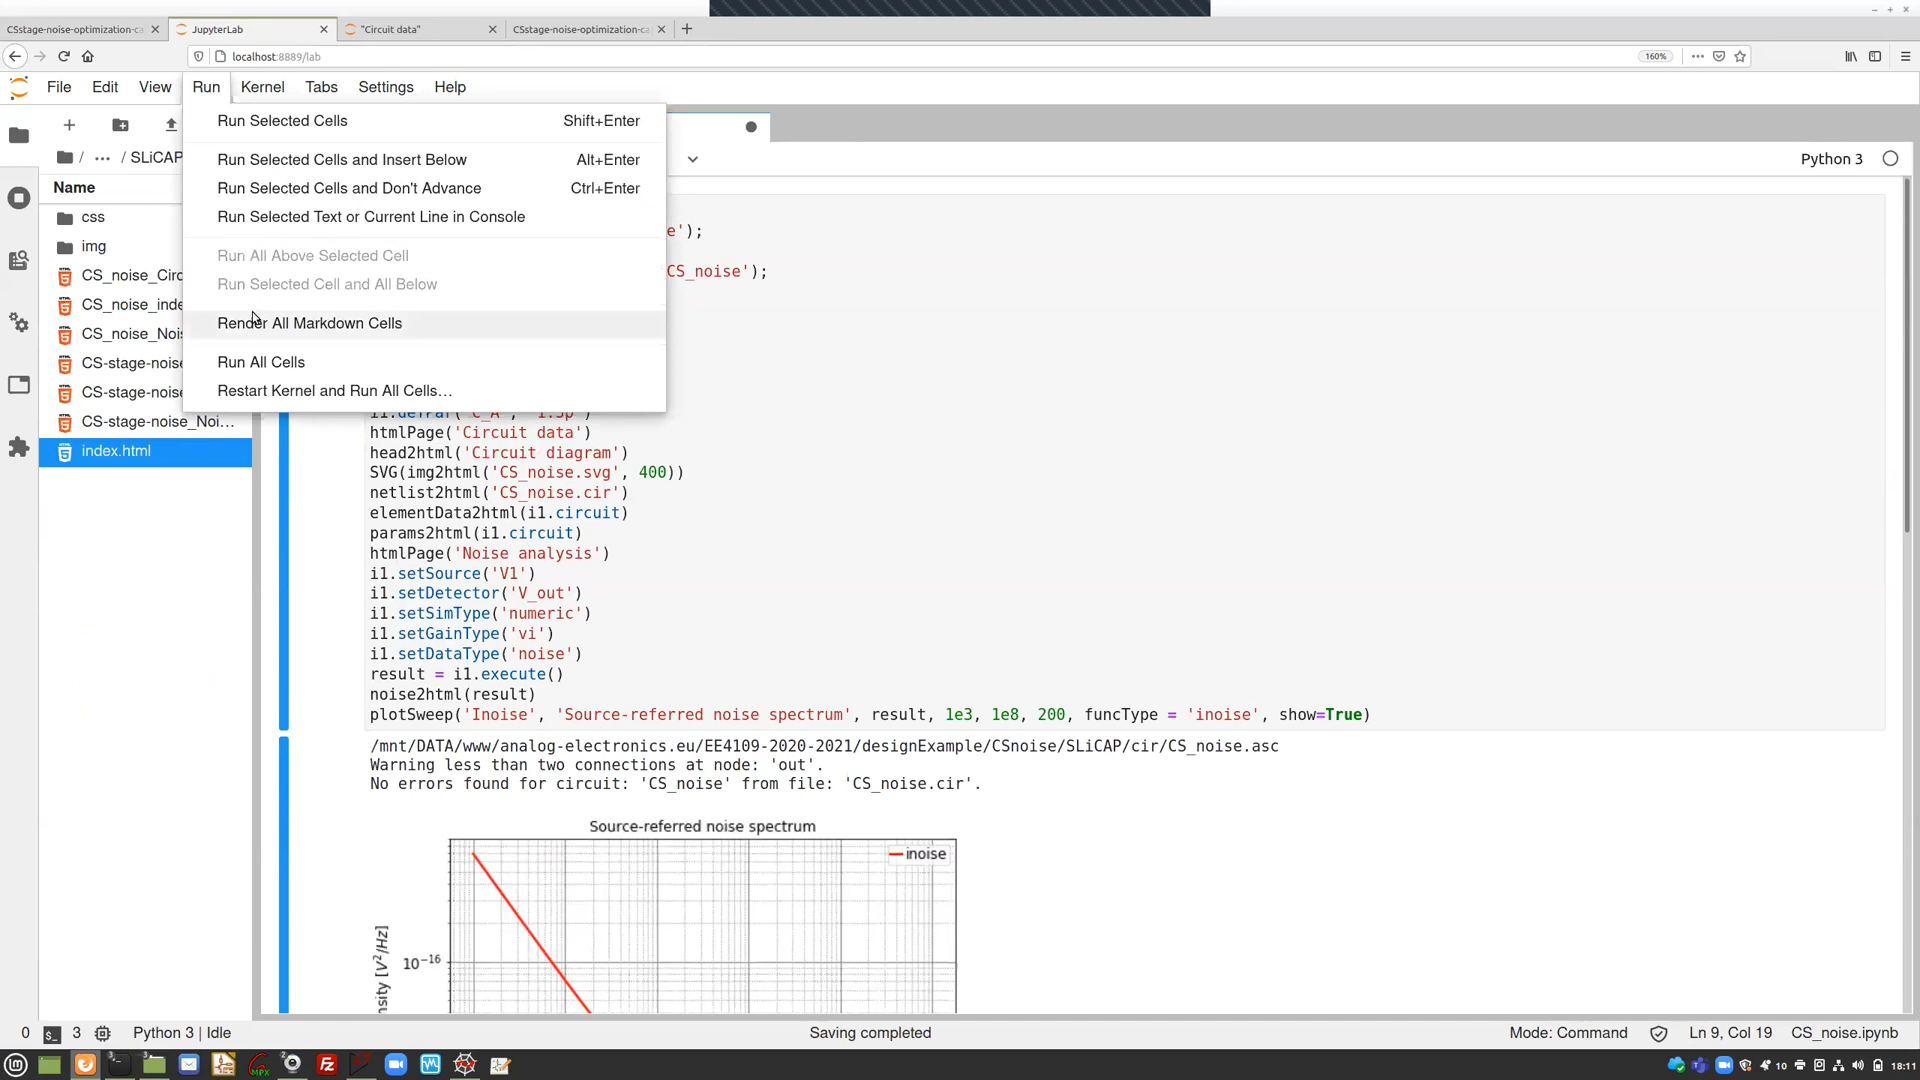 CSstage-noise-optimization-ca
JupyterLab
"Circuit data"
CSstage-noise-optimization-ca
localhost:8889/lab
160%
File Edit View Run Kernel Tabs Settings Help
Run Selected Cells Shift+Enter
Run Selected Cells and Insert Below Alt+Enter
Run Selected Cells and Don't Advance Ctrl+Enter
Run Selected Text or Current Line in Console
Run All Above Selected Cell
Run Selected Cell and All Below
Render All Markdown Cells
Run All Cells
Restart Kernel and Run All Cells…
/ ··· / SLiCAP
Name
css
img
CS_noise_Circ
CS_noise_inde
CS_noise_Nois
CS-stage-noise
CS-stage-noise
CS-stage-noise_Noi…
index.html
Python 3
e');
CS_noise');
i1.defPar('C_A', '1.3p')
htmlPage('Circuit data')
head2html('Circuit diagram')
SVG(img2html('CS_noise.svg', 400))
netlist2html('CS_noise.cir')
elementData2html(i1.circuit)
params2html(i1.circuit)
htmlPage('Noise analysis')
i1.setSource('V1')
i1.setDetector('V_out')
i1.setSimType('numeric')
i1.setGainType('vi')
i1.setDataType('noise')
result = i1.execute()
noise2html(result)
plotSweep('Inoise', 'Source-referred noise spectrum', result, 1e3, 1e8, 200, funcType = 'inoise', show=True)
/mnt/DATA/www/analog-electronics.eu/EE4109-2020-2021/designExample/CSnoise/SLiCAP/cir/CS_noise.asc
Warning less than two connections at node: 'out'.
No errors found for circuit: 'CS_noise' from file: 'CS_noise.cir'.
Source-referred noise spectrum
inoise
10⁻¹⁶
nsity [V²/Hz]
0 3 Python 3 | Idle
Saving completed
Mode: Command
Ln 9, Col 19
CS_noise.ipynb
10
18:11